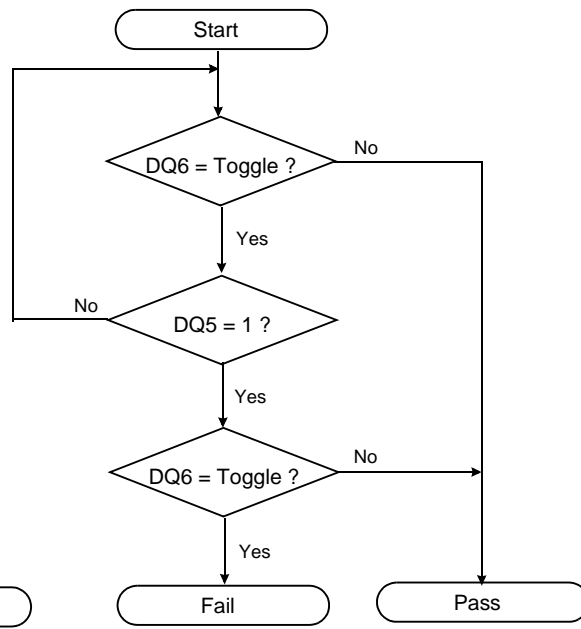 Start
DQ6 = Toggle ?
No
Yes
No
DQ5 = 1 ?
Yes
DQ6 = Toggle ?
No
Yes
Fail
Pass